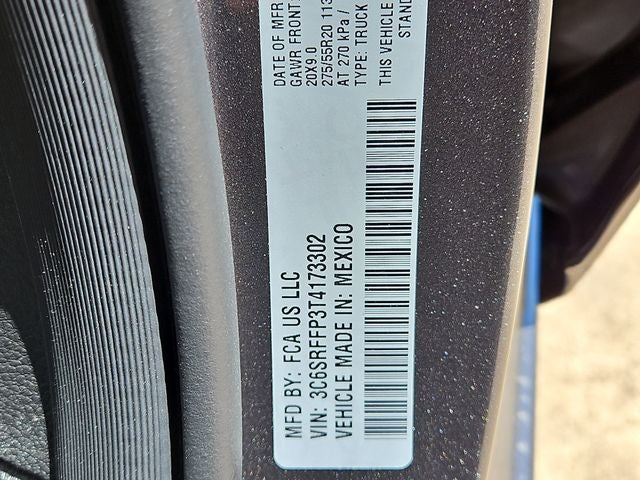 MFD BY: FCA US LLC
VIN: 3C6SRFFP3T4173302
VEHICLE MADE IN: MEXICO
DATE OF MFR
GAWR FRONT
20X9.0
275/55R20 113
AT 270 kPa /
TYPE: TRUCK
THIS VEHICLE
STAND